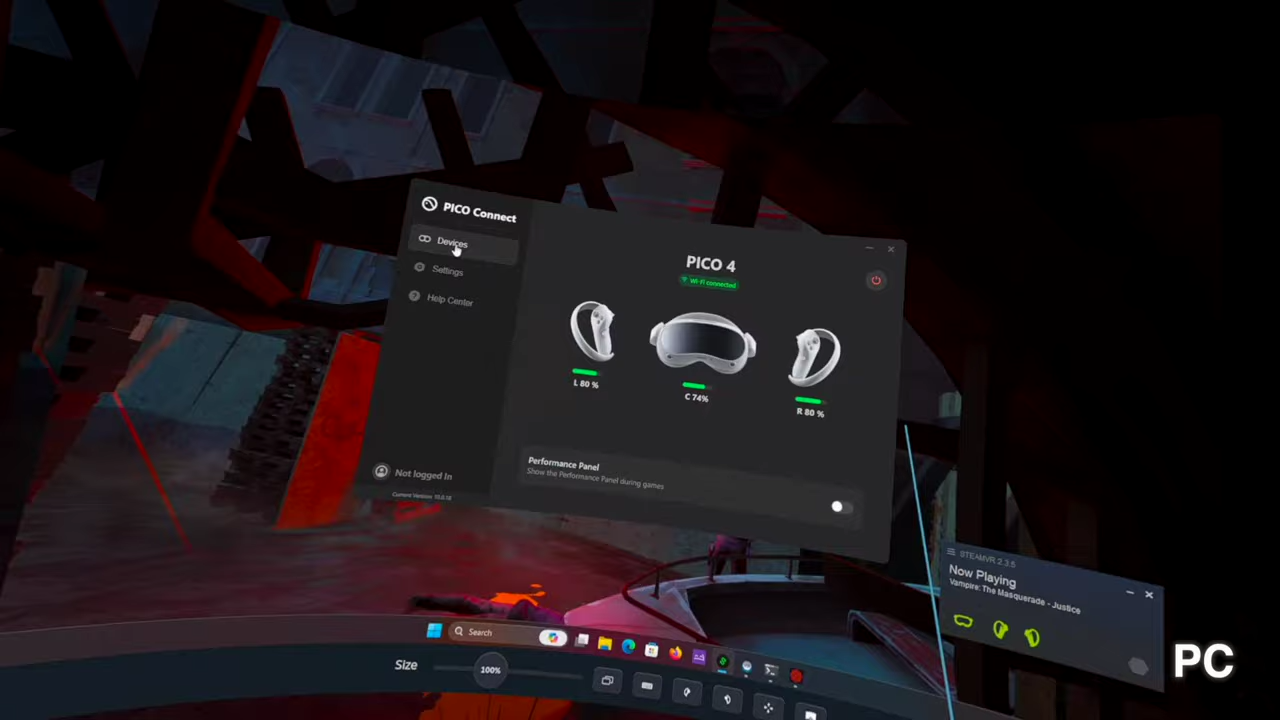 PICO Connect
Devices
Settings
Help Center
Not logged In
PICO 4
Wi-Fi connected
L 80 %
C 74%
R 80 %
Performance Panel
Show the Performance Panel during games
STEAMVR 2.3.5
Now Playing
Vampire: The Masquerade - Justice
Search
Size
100%
PC